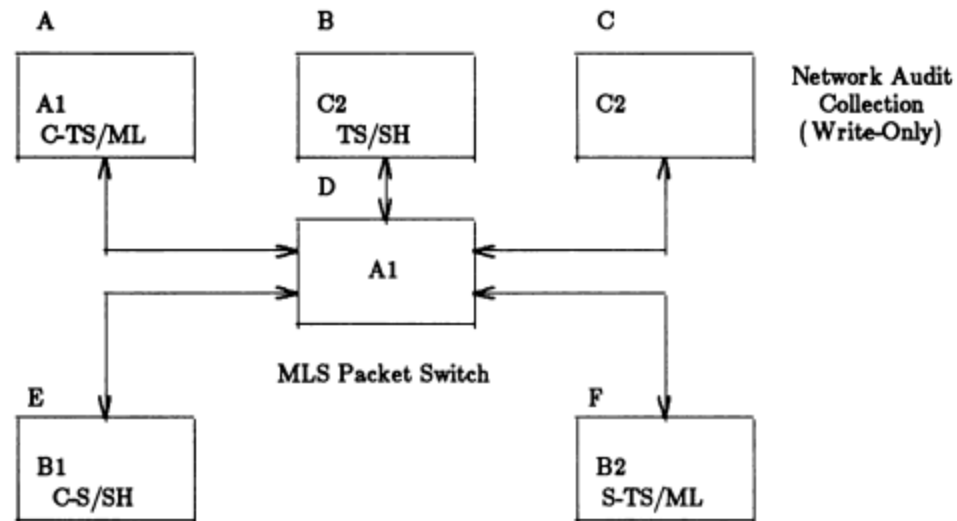 A
B
C
A1
C-TS/ML
C2
TS/SH
C2
Network Audit
Collection
(Write-Only)
D
A1
MLS Packet Switch
E
F
B1
C-S/SH
B2
S-TS/ML